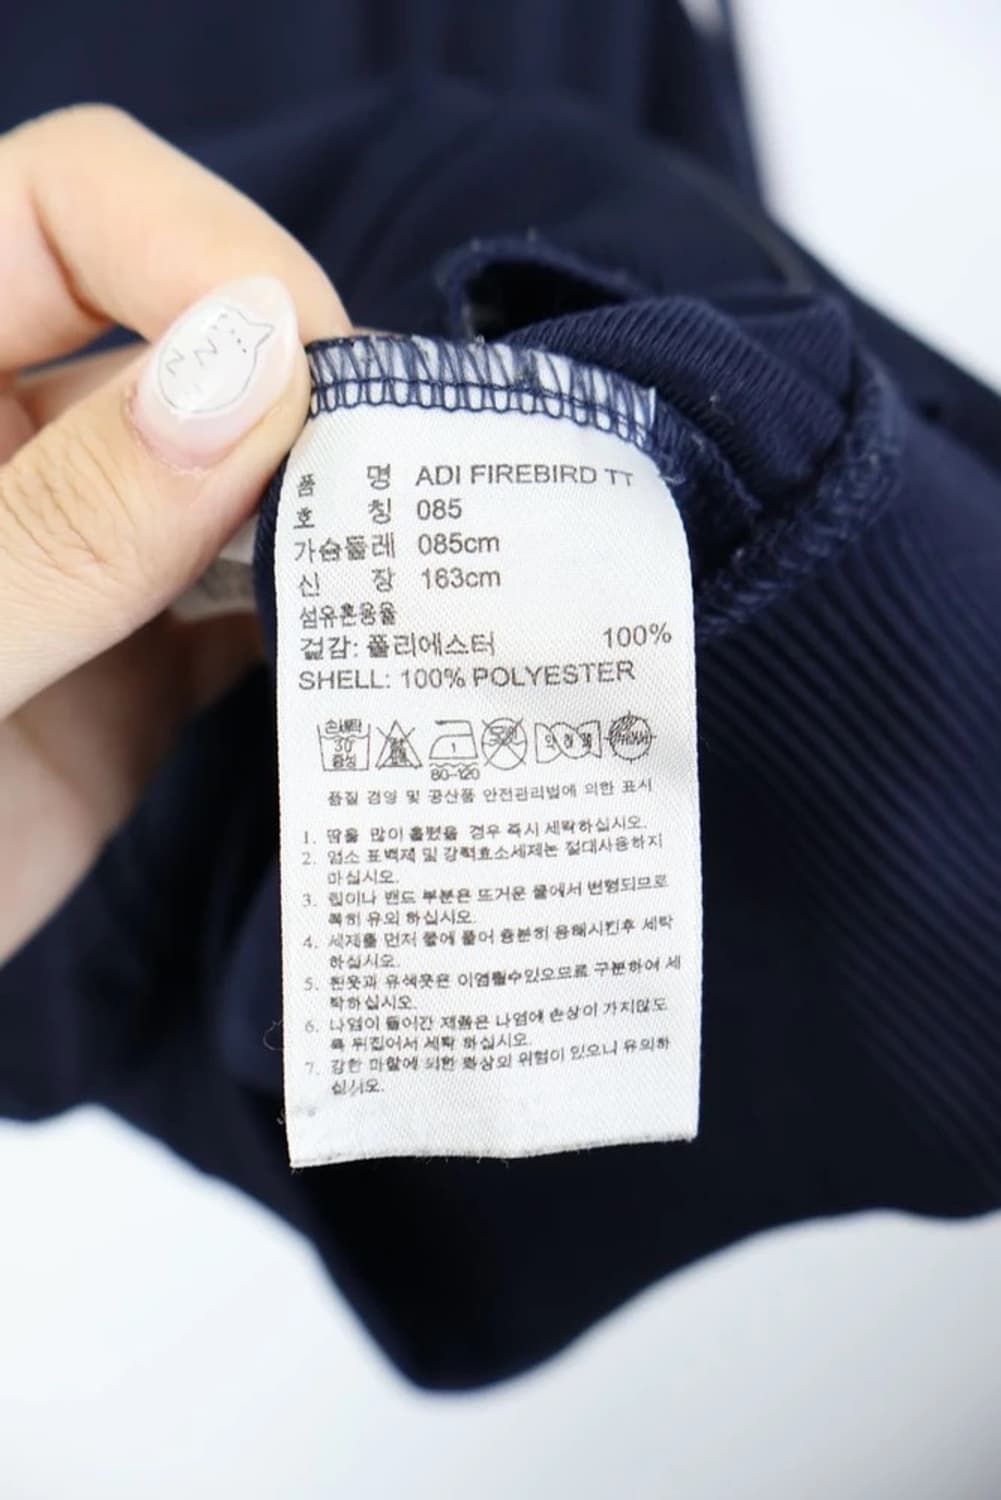 Z
Z
품 명 ADI FIREBIRD TT
호 칭 085
가슴둘레 085cm
신 장 163cm
섬유혼용율
겉감: 폴리에스터 100%
SHELL: 100% POLYESTER
손세탁
30°
중성
1
80~120
품질 경영 및 공산품 안전관리법에 의한 표시
1. 땀을 많이 흘렸을 경우 즉시 세탁하십시오.
2. 염소 표백제 및 강력효소세제는 절대사용하지
마십시오.
3. 립이나 밴드 부분은 뜨거운 물에서 변형되므로
특히 유의 하십시오.
4. 세제를 먼저 물에 풀어 충분히 용해시킨후 세탁
하십시오.
5. 흰옷과 유색옷은 이염될수있으므로 구분하여 세
탁하십시오.
6. 나염이 들어간 제품은 나염에 손상이 가지않도
록 뒤집어서 세탁 하십시오.
7. 강한 마찰에 의한 화상의 위험이 있으니 유의하
십시오.